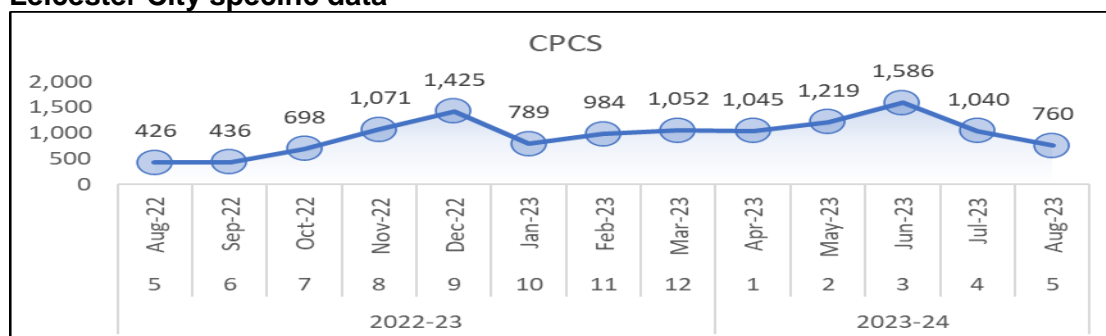 Leicester City specific data
CPCS
2,000
1,500
1,000
500
0
426 436 698 1,071 1,425 789 984 1,052 1,045 1,219 1,586 1,040 760
Aug-22 Sep-22 Oct-22 Nov-22 Dec-22 Jan-23 Feb-23 Mar-23 Apr-23 May-23 Jun-23 Jul-23 Aug-23
5 6 7 8 9 10 11 12 1 2 3 4 5
2022-23 2023-24